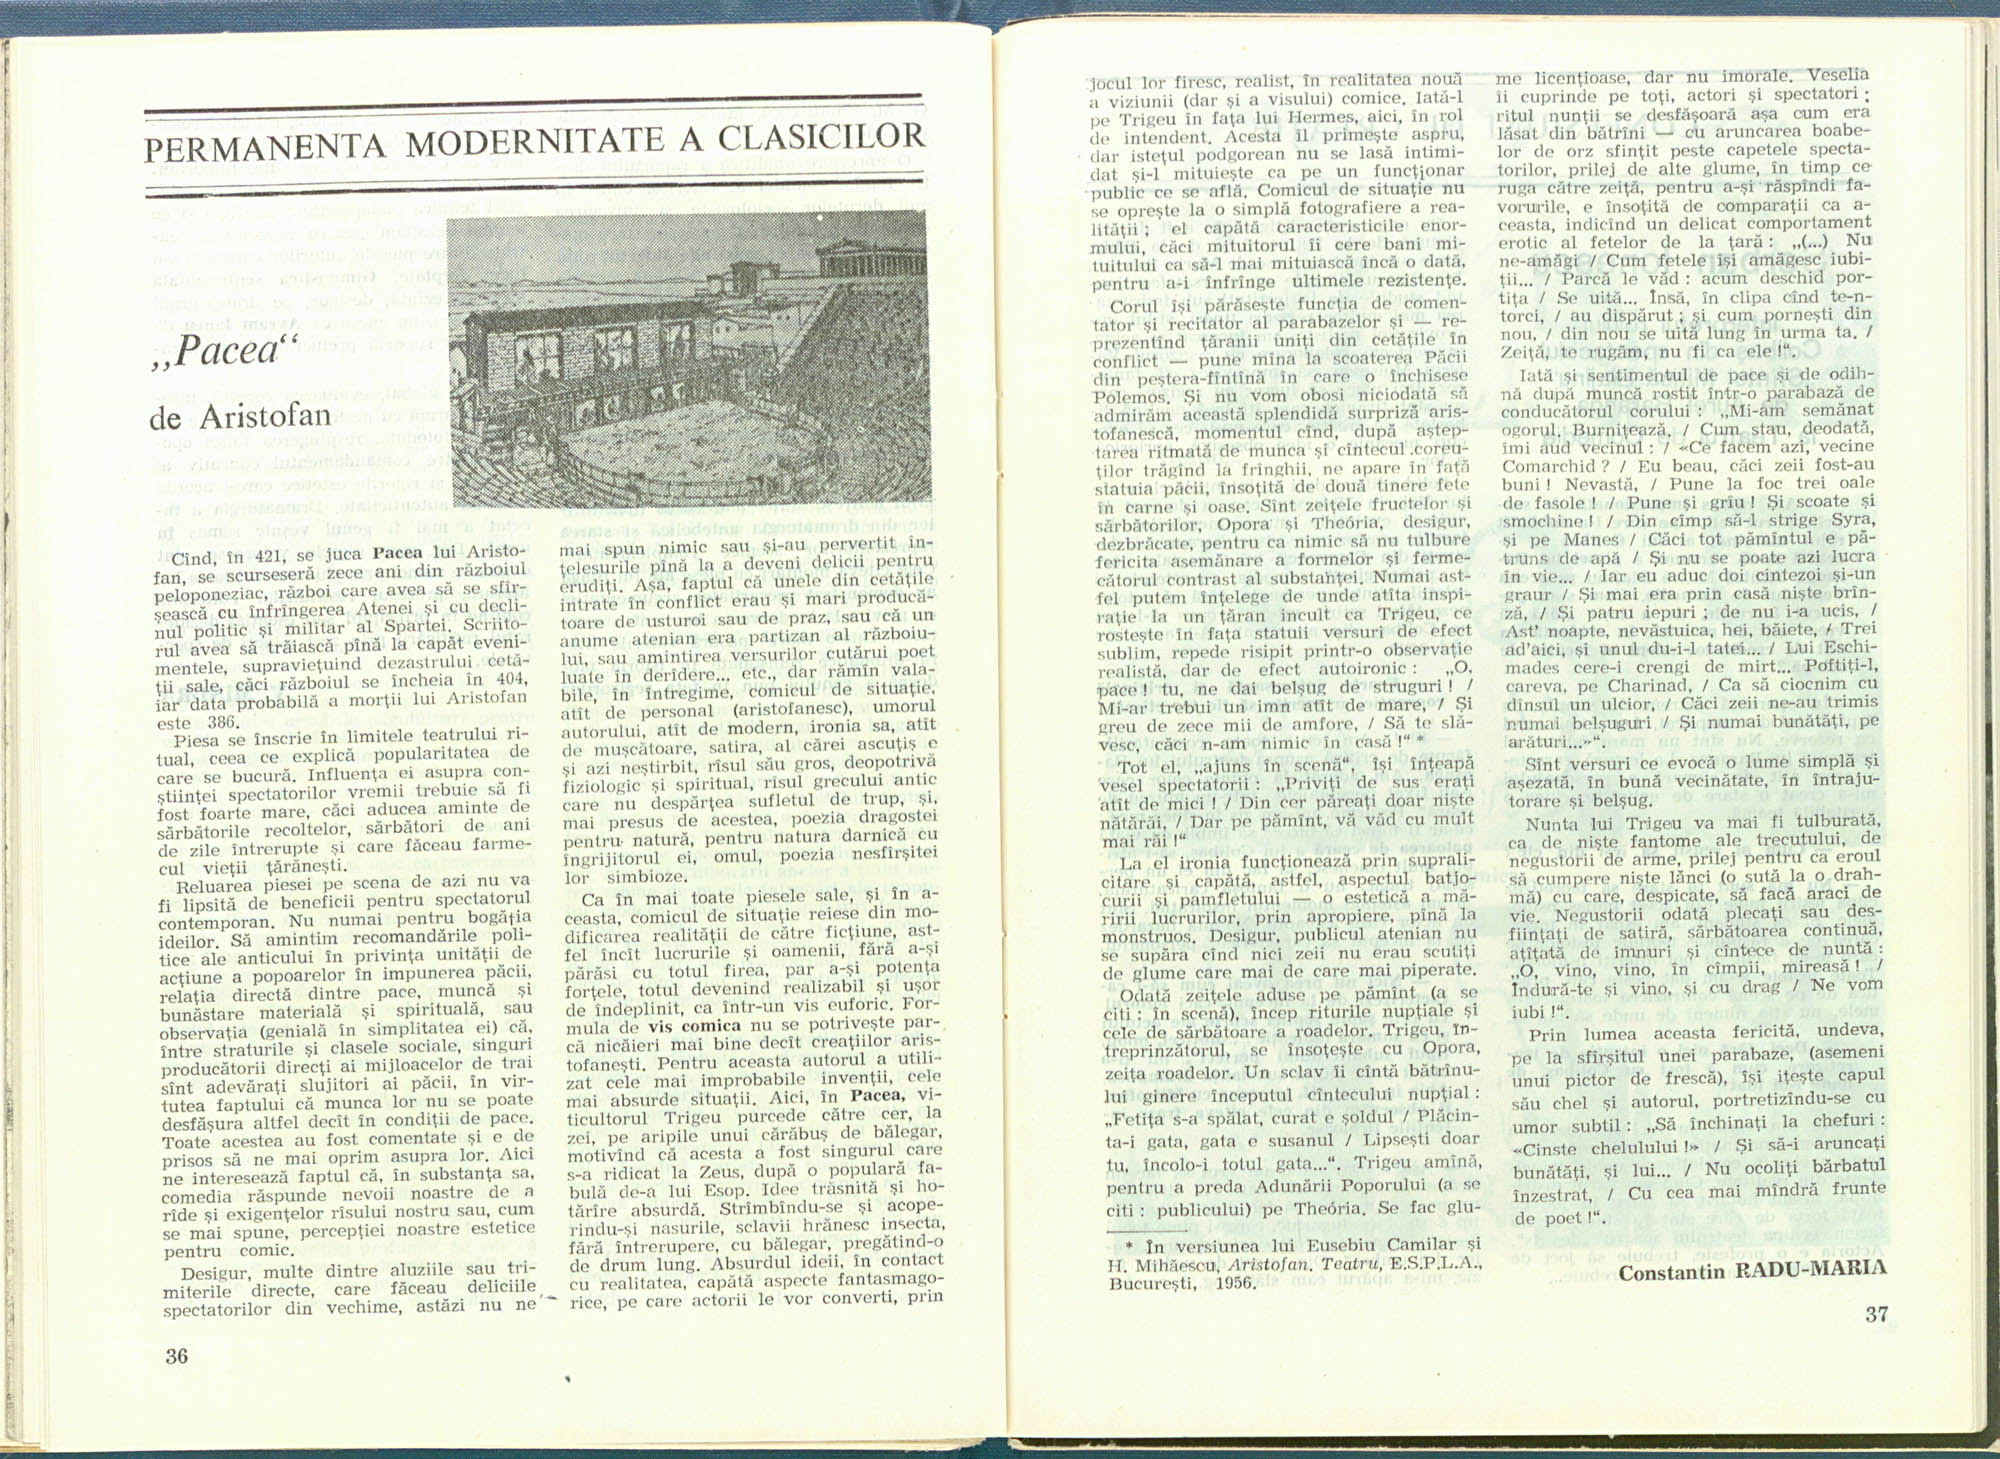 PERMANENTA MODERNITATE A CLASICILOR
„Pacea“
de Aristofan
Cînd, în 421, se juca Pacea lui Aristo-
fan, se scurseseră zece ani din războiul
peloponeziac, război care avea să se sfîr-
șească cu înfrîngerea Atenei și cu decli-
nul politic și militar al Spartei. Scriito-
rul avea să trăiască pînă la capăt eveni-
mentele, supraviețuind dezastrului cetă-
ții sale, căci războiul se încheia în 404,
iar data probabilă a morții lui Aristofan
este 386.
Piesa se înscrie în limitele teatrului ri-
tual, ceea ce explică popularitatea de
care se bucură. Influența ei asupra con-
științei spectatorilor vremii trebuie să fi
fost foarte mare, căci aducea aminte de
sărbătorile recoltelor, sărbători de ani
de zile întrerupte și care făceau farme-
cul vieții țărănești.
Reluarea piesei pe scena de azi nu va
fi lipsită de beneficii pentru spectatorul
contemporan. Nu numai pentru bogăția
ideilor. Să amintim recomandările poli-
tice ale anticului în privința unității de
acțiune a popoarelor în impunerea păcii,
relația directă dintre pace, muncă și
bunăstare materială și spirituală, sau
observația (genială în simplitatea ei) că,
între straturile și clasele sociale, singuri
producătorii direcți ai mijloacelor de trai
sînt adevărați slujitori ai păcii, în vir-
tutea faptului că munca lor nu se poate
desfășura altfel decît în condiții de pace.
Toate acestea au fost comentate și e de
prisos să ne mai oprim asupra lor. Aici
ne interesează faptul că, în substanța sa,
comedia răspunde nevoii noastre de a
rîde și exigențelor rîsului nostru sau, cum
se mai spune, percepției noastre estetice
pentru comic.
Desigur, multe dintre aluziile sau tri-
miterile directe, care făceau deliciile
spectatorilor din vechime, astăzi nu ne
mai spun nimic sau și-au pervertit în-
țelesurile pînă la a deveni delicii pentru
erudiți. Așa, faptul că unele din cetățile
intrate în conflict erau și mari producă-
toare de usturoi sau de praz, sau că un
anume atenian era partizan al războiu-
lui, sau amintirea versurilor cutărui poet
luate în derîdere... etc., dar rămîn vala-
bile, în întregime, comicul de situație,
atît de personal (aristofanesc), umorul
autorului, atît de modern, ironia sa, atît
de mușcătoare, satira, al cărei ascuțiș e
și azi neștirbit, rîsul său gros, deopotrivă
fiziologic și spiritual, rîsul grecului antic
care nu despărțea sufletul de trup, și,
mai presus de acestea, poezia dragostei
pentru natură, pentru natura darnică cu
îngrijitorul ei, omul, poezia nesfîrșitei
lor simbioze.
Ca în mai toate piesele sale, și în a-
ceasta, comicul de situație reiese din mo-
dificarea realității de către ficțiune, ast-
fel încît lucrurile și oamenii, fără a-și
părăsi cu totul firea, par a-și potența
forțele, totul devenind realizabil și ușor
de îndeplinit, ca într-un vis euforic. For-
mula de vis comica nu se potrivește par-
că nicăieri mai bine decît creațiilor aris-
tofanești. Pentru aceasta autorul a utili-
zat cele mai improbabile invenții, cele
mai absurde situații. Aici, în Pacea, vi-
ticultorul Trigeu purcede către cer, la
zei, pe aripile unui cărăbuș de bălegar,
motivînd că acesta a fost singurul care
s-a ridicat la Zeus, după o populară fa-
bulă de-a lui Esop. Idee trăsnită și ho-
tărîre absurdă. Strîmbîndu-se și acope-
rindu-și nasurile, sclavii hrănesc insecta,
fără întrerupere, cu bălegar, pregătind-o
de drum lung. Absurdul ideii, în contact
cu realitatea, capătă aspecte fantasmago-
rice, pe care actorii le vor converti, prin
36
jocul lor firesc, realist, în realitatea nouă
a viziunii (dar și a visului) comice. Iată-l
pe Trigeu în fața lui Hermes, aici, în rol
de intendent. Acesta îl primește aspru,
dar istețul podgorean nu se lasă intimi-
dat și-l mituiește ca pe un funcționar
public ce se află. Comicul de situație nu
se oprește la o simplă fotografiere a rea-
lității ; el capătă caracteristicile enor-
mului, căci mituitorul îi cere bani mi-
tuitului ca să-l mai mituiască încă o dată,
pentru a-i înfrînge ultimele rezistențe.
Corul își părăsește funcția de comen-
tator și recitator al parabazelor și — re-
prezentînd țăranii uniți din cetățile în
conflict — pune mîna la scoaterea Păcii
din peștera-fîntînă în care o închisese
Polemos. Și nu vom obosi niciodată să
admirăm această splendidă surpriză aris-
tofanescă, momentul cînd, după aștep-
tarea ritmată de munca și cîntecul coreu-
ților trăgînd la frînghii, ne apare în față
statuia păcii, însoțită de două tinere fete
în carne și oase. Sînt zeițele fructelor și
sărbătorilor, Opora și Theória, desigur,
dezbrăcate, pentru ca nimic să nu tulbure
fericita asemănare a formelor și ferme-
cătorul contrast al substanței. Numai ast-
fel putem înțelege de unde atîta inspi-
rație la un țăran incult ca Trigeu, ce
rostește în fața statuii versuri de efect
sublim, repede risipit printr-o observație
realistă, dar de efect autoironic : „O,
pace ! tu, ne dai belșug de struguri ! /
Mi-ar trebui un imn atît de mare, / Și
greu de zece mii de amfore, / Să te slă-
vesc, căci n-am nimic în casă !“ *
Tot el, „ajuns în scenă“, își înțeapă
vesel spectatorii : „Priviți de sus erați
atît de mici ! / Din cer păreați doar niște
nătărăi, / Dar pe pămînt, vă văd cu mult
mai răi !“
La el ironia funcționează prin suprali-
citare și capătă, astfel, aspectul batjo-
curii și pamfletului — o estetică a mă-
ririi lucrurilor, prin apropiere, pînă la
monstruos. Desigur, publicul atenian nu
se supăra cînd nici zeii nu erau scutiți
de glume care mai de care mai piperate.
Odată zeițele aduse pe pămînt (a se
citi : în scenă), încep riturile nupțiale și
cele de sărbătoare a roadelor. Trigeu, în-
treprinzătorul, se însoțește cu Opora,
zeița roadelor. Un sclav îi cîntă bătrînu-
lui ginere începutul cîntecului nupțial :
„Fetița s-a spălat, curat e șoldul / Plăcin-
ta-i gata, gata e susanul / Lipsești doar
tu, încolo-i totul gata...“. Trigeu amînă,
pentru a preda Adunării Poporului (a se
citi : publicului) pe Theória. Se fac glu-
* În versiunea lui Eusebiu Camilar și
H. Mihăescu, Aristofan. Teatru, E.S.P.L.A.,
București, 1956.
me licențioase, dar nu imorale. Veselia
îi cuprinde pe toți, actori și spectatori ;
ritul nunții se desfășoară așa cum era
lăsat din bătrîni — cu aruncarea boabe-
lor de orz sfințit peste capetele specta-
torilor, prilej de alte glume, în timp ce
ruga către zeiță, pentru a-și răspîndi fa-
vorurile, e însoțită de comparații ca a-
ceasta, indicînd un delicat comportament
erotic al fetelor de la țară : „(...) Nu
ne-amăgi / Cum fetele își amăgesc iubi-
ții... / Parcă le văd : acum deschid por-
tița / Se uită... Însă, în clipa cînd te-n-
torci, / au dispărut ; și cum pornești din
nou, / din nou se uită lung în urma ta. /
Zeiță, te rugăm, nu fi ca ele !“.
Iată și sentimentul de pace și de odih-
nă după muncă rostit într-o parabază de
conducătorul corului : „Mi-am semănat
ogorul. Burnițează. / Cum stau, deodată,
îmi aud vecinul : / «Ce facem azi, vecine
Comarchid ? / Eu beau, căci zeii fost-au
buni ! Nevastă, / Pune la foc trei oale
de fasole ! / Pune și grîu ! Și scoate și
smochine ! / Din cîmp să-l strige Syra,
și pe Manes / Căci tot pămîntul e pă-
truns de apă / Și nu se poate azi lucra
în vie... / Iar eu aduc doi cintezoi și-un
graur / Și mai era prin casă niște brîn-
ză, / Și patru iepuri ; de nu i-a ucis, /
Ast’ noapte, nevăstuica, hei, băiete, / Trei
ad’aici, și unul du-i-l tatei... / Lui Eschi-
mades cere-i crengi de mirt... Poftiți-l,
careva, pe Charinad, / Ca să ciocnim cu
dînsul un ulcior, / Căci zeii ne-au trimis
numai belșuguri / Și numai bunătăți, pe
arături...»“.
Sînt versuri ce evocă o lume simplă și
așezată, în bună vecinătate, în întraju-
torare și belșug.
Nunta lui Trigeu va mai fi tulburată,
ca de niște fantome ale trecutului, de
negustorii de arme, prilej pentru ca eroul
să cumpere niște lănci (o sută la o drah-
mă) cu care, despicate, să facă araci de
vie. Negustorii odată plecați sau des-
ființați de satiră, sărbătoarea continuă,
ațîțată de imnuri și cîntece de nuntă :
„O, vino, vino, în cîmpii, mireasă ! /
Îndură-te și vino, și cu drag / Ne vom
iubi !“.
Prin lumea aceasta fericită, undeva,
pe la sfîrșitul unei parabaze, (asemeni
unui pictor de frescă), își ițește capul
său chel și autorul, portretizîndu-se cu
umor subtil : „Să închinați la chefuri :
«Cinste chelulului !» / Și să-i aruncați
bunătăți, și lui... / Nu ocoliți bărbatul
înzestrat, / Cu cea mai mîndră frunte
de poet !“.
Constantin RADU-MARIA
37